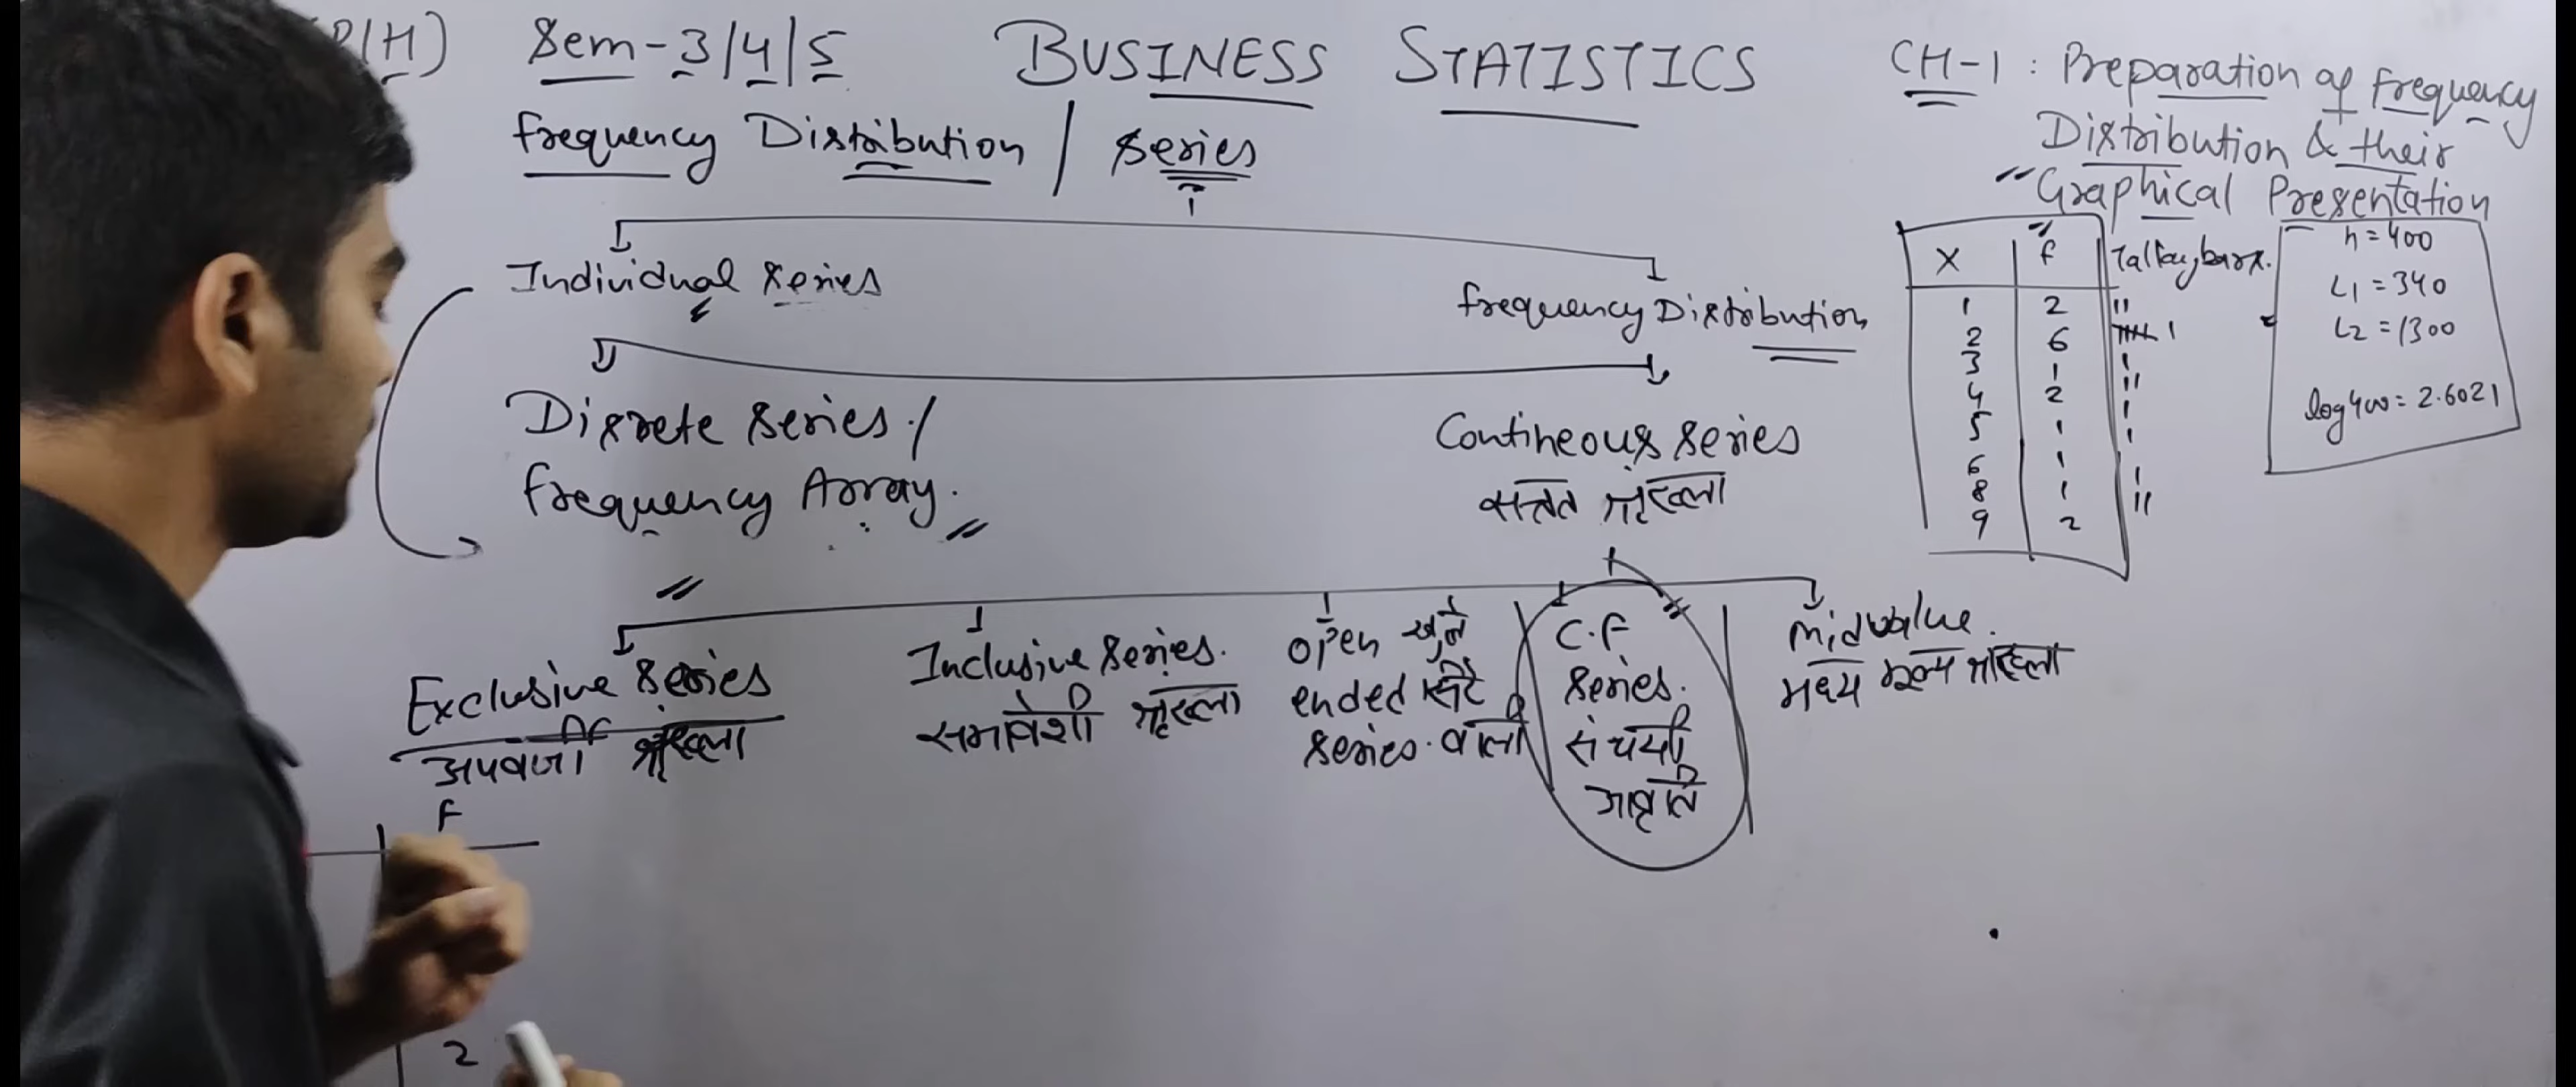 P(H) Sem-3|4|5 BUSINESS STATISTICS
Frequency Distribution / Series
CH-1 : Preparation of frequency
Distribution & their
Graphical Presentation
Individual Series
frequency Distribution
Discrete Series /
frequency Array.
Contineous Series
सतत श्रृंखला
Exclusive Series
अपवर्जी श्रृंखला
Inclusive Series.
समावेशी श्रृंखला
open खुले
ended सिरे
series. वाली
C.F
Series.
संचयी
आवृति
Mid value.
मध्य मूल्य श्रृंखला
X f Talley bars.
1 2 ||
2 6 |
3 1 |
4 2 ||
5 1 |
6 1 |
8 1 |
9 2 ||
n = 400
L1 = 340
L2 = 1300
log 400 = 2.6021
F
2